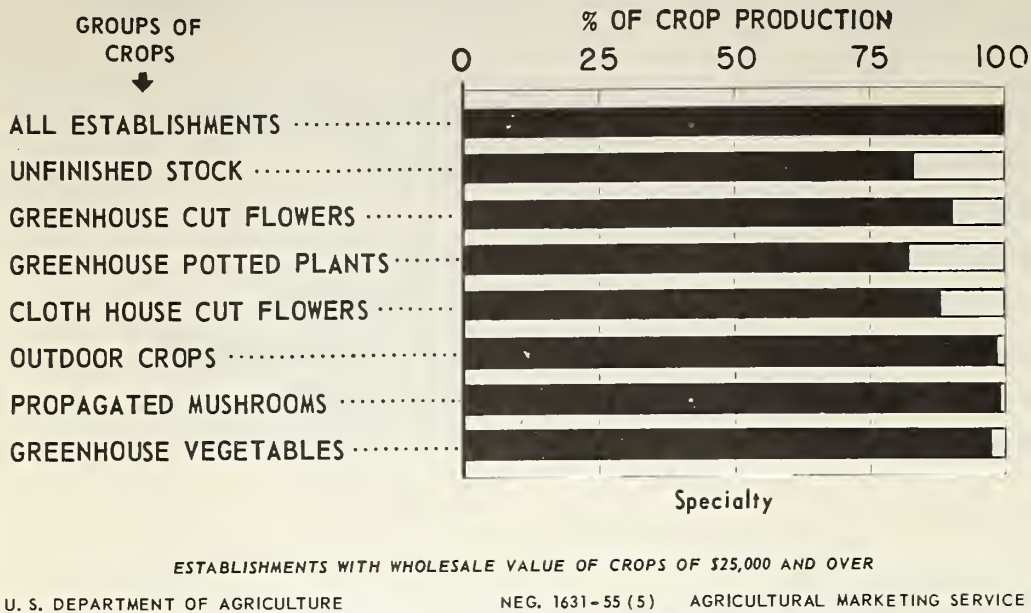 GROUPS OF
CROPS
% OF CROP PRODUCTION
0 25 50 75 100
ALL ESTABLISHMENTS
UNFINISHED STOCK
GREENHOUSE CUT FLOWERS
GREENHOUSE POTTED PLANTS
CLOTH HOUSE CUT FLOWERS
OUTDOOR CROPS
PROPAGATED MUSHROOMS
GREENHOUSE VEGETABLES
Specialty
ESTABLISHMENTS WITH WHOLESALE VALUE OF CROPS OF $25,000 AND OVER
U. S. DEPARTMENT OF AGRICULTURE NEG. 1631-55 (5) AGRICULTURAL MARKETING SERVICE